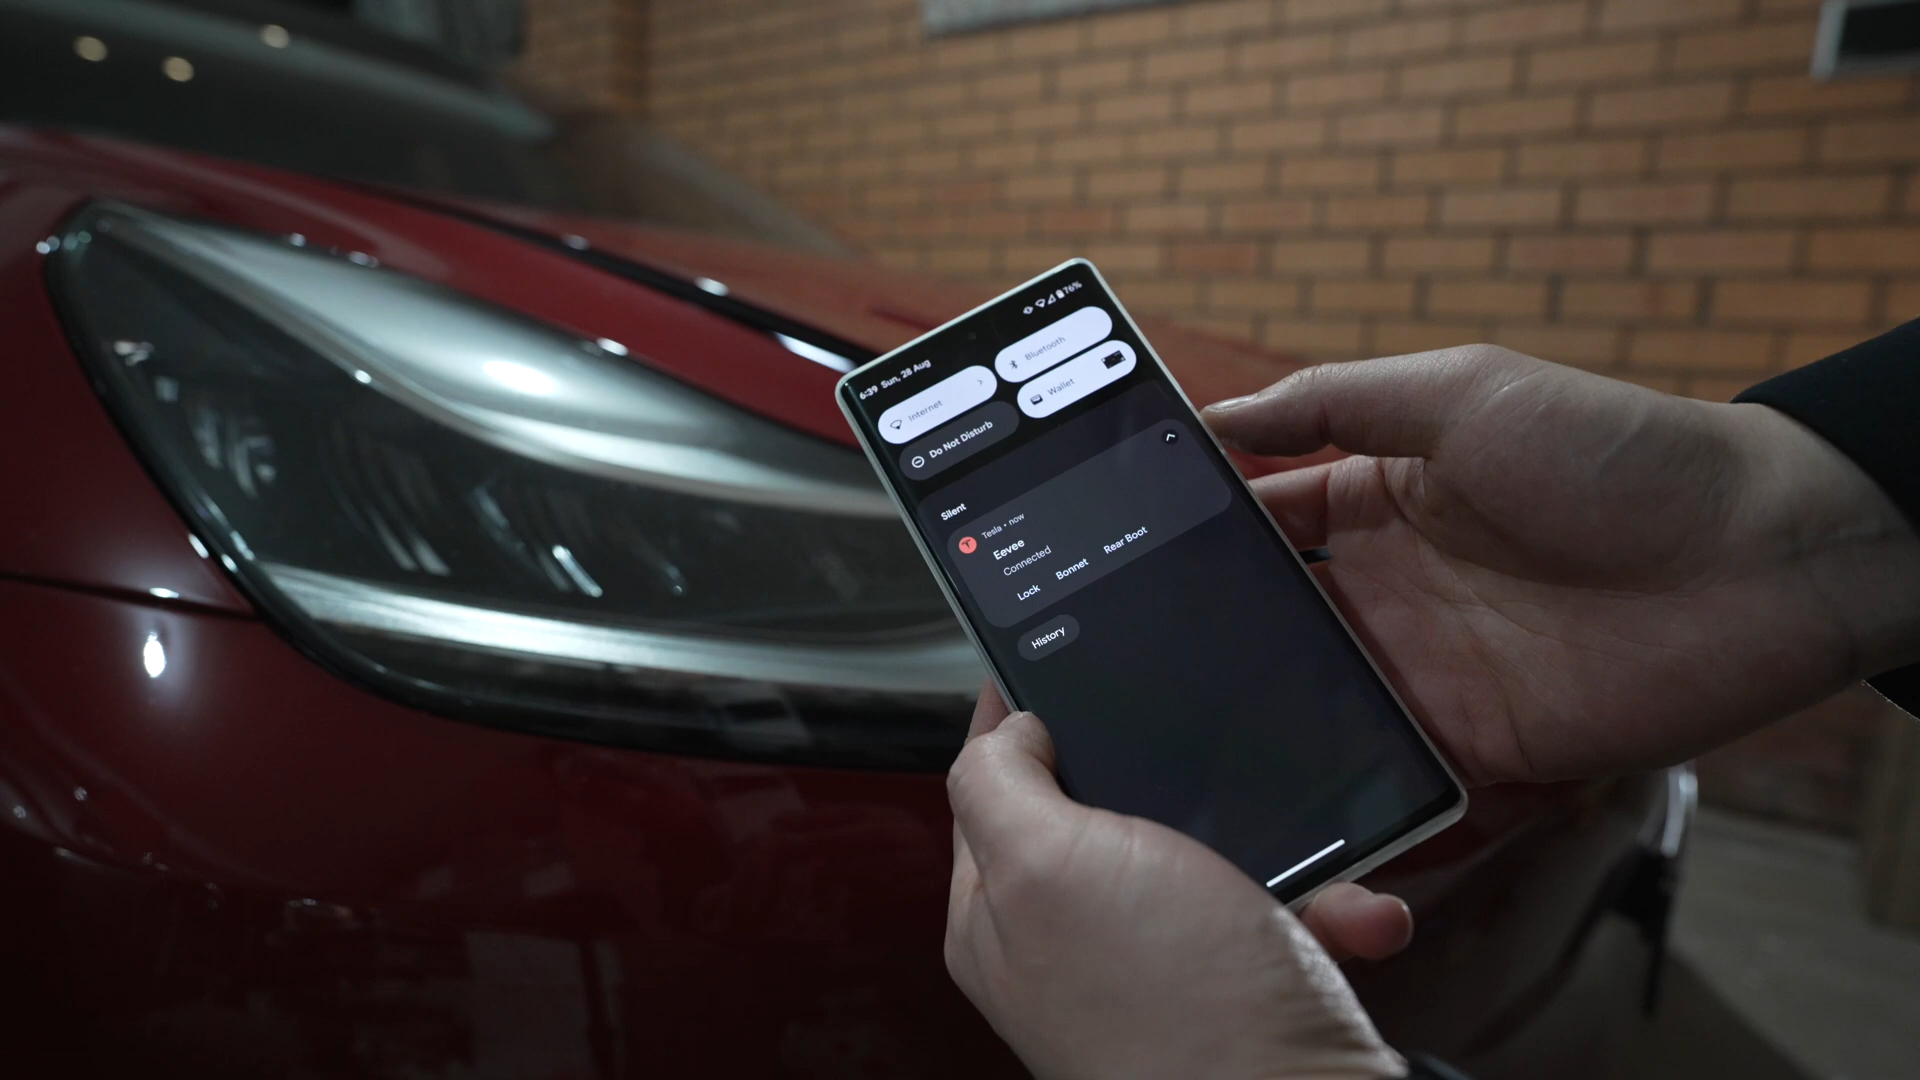 6:39 Sun, 28 Aug
76%
Internet
Bluetooth
Do Not Disturb
Wallet
Silent
Tesla • now
Eevee
Connected
Lock Bonnet Rear Boot
History